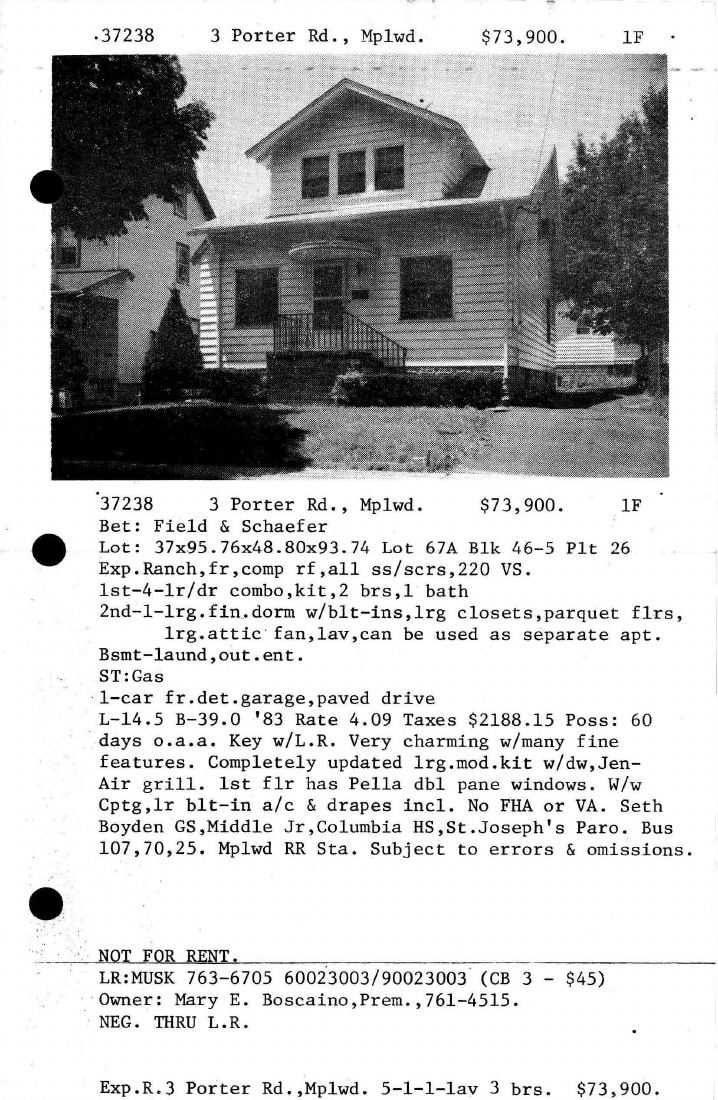 37238 3 Porter Rd., Mplwd. $73,900. 1F
37238 3 Porter Rd., Mplwd. $73,900. 1F
Bet: Field & Schaefer
Lot: 37x95.76x48.80x93.74 Lot 67A Blk 46-5 Plt 26
Exp.Ranch,fr,comp rf,all ss/scrs,220 VS.
1st-4-lr/dr combo,kit,2 brs,1 bath
2nd-1-lrg.fin.dorm w/blt-ins,lrg closets,parquet flrs,
lrg.attic fan,lav,can be used as separate apt.
Bsmt-laund,out.ent.
ST:Gas
1-car fr.det.garage,paved drive
L-14.5 B-39.0 '83 Rate 4.09 Taxes $2188.15 Poss: 60
days o.a.a. Key w/L.R. Very charming w/many fine
features. Completely updated lrg.mod.kit w/dw,Jen-
Air grill. 1st flr has Pella dbl pane windows. W/w
Cptg,lr blt-in a/c & drapes incl. No FHA or VA. Seth
Boyden GS,Middle Jr,Columbia HS,St.Joseph's Paro. Bus
107,70,25. Mplwd RR Sta. Subject to errors & omissions.
NOT FOR RENT.
LR:MUSK 763-6705 60023003/90023003 (CB 3 - $45)
Owner: Mary E. Boscaino,Prem.,761-4515.
NEG. THRU L.R.
Exp.R.3 Porter Rd.,Mplwd. 5-1-1-lav 3 brs. $73,900.